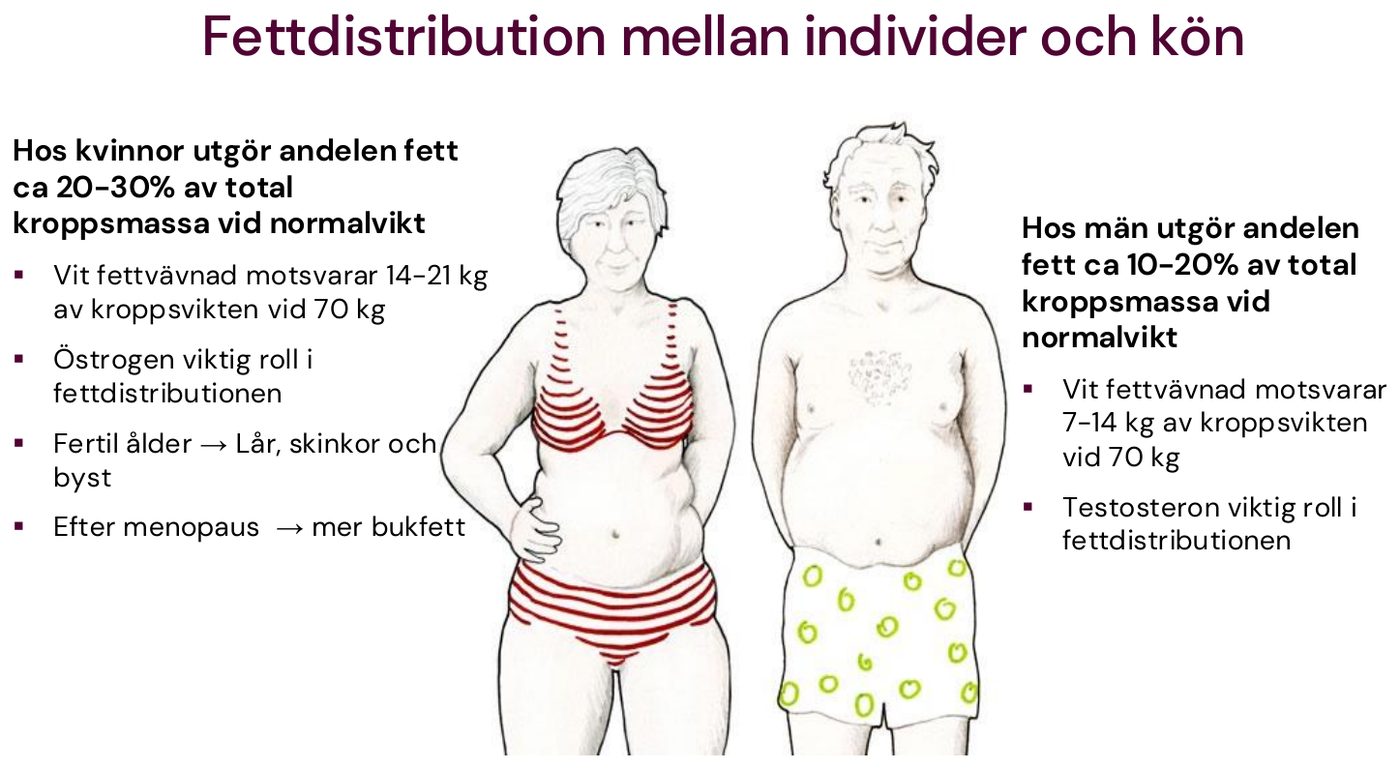 Fettdistribution mellan individer och kön
Hos kvinnor utgör andelen fett
ca 20-30% av total
kroppsmassa vid normalvikt
▪ Vit fettvävnad motsvarar 14-21 kg
av kroppsvikten vid 70 kg
▪ Östrogen viktig roll i
fettdistributionen
▪ Fertil ålder → Lår, skinkor och
byst
▪ Efter menopaus → mer bukfett
Hos män utgör andelen
fett ca 10-20% av total
kroppsmassa vid
normalvikt
▪ Vit fettvävnad motsvarar
7-14 kg av kroppsvikten
vid 70 kg
▪ Testosteron viktig roll i
fettdistributionen